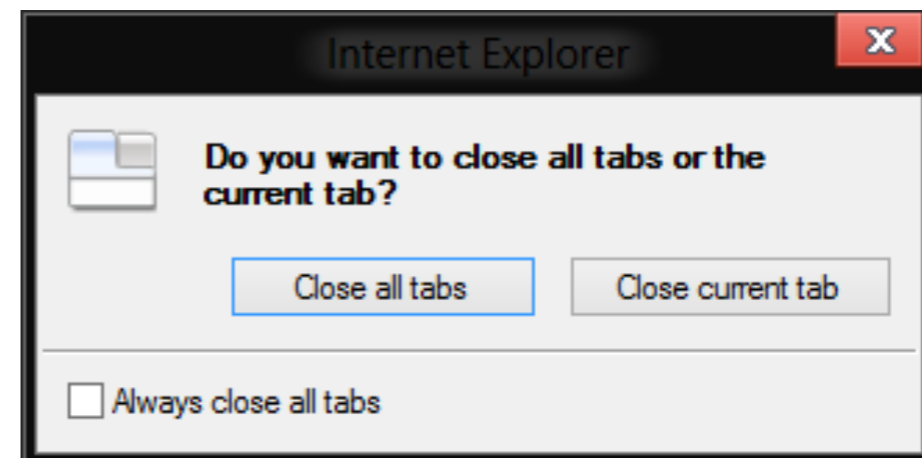 Internet Explorer
Do you want to close all tabs or the
current tab?
Close all tabs
Close current tab
Always close all tabs